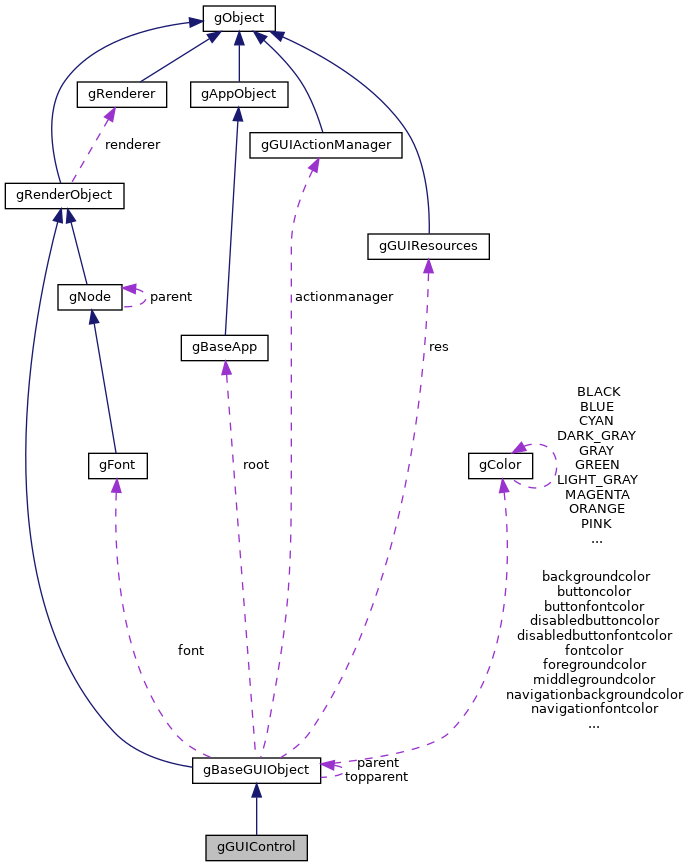 gObject
gRenderer
gAppObject
gGUIActionManager
renderer
gRenderObject
gGUIResources
gNode
parent
actionmanager
gBaseApp
res
BLACK
BLUE
CYAN
DARK_GRAY
GRAY
GREEN
LIGHT_GRAY
MAGENTA
ORANGE
PINK
...
gFont
root
gColor
backgroundcolor
buttoncolor
buttonfontcolor
disabledbuttoncolor
disabledbuttonfontcolor
fontcolor
foregroundcolor
middlegroundcolor
navigationbackgroundcolor
navigationfontcolor
...
font
gBaseGUIObject
parent
topparent
gGUIControl